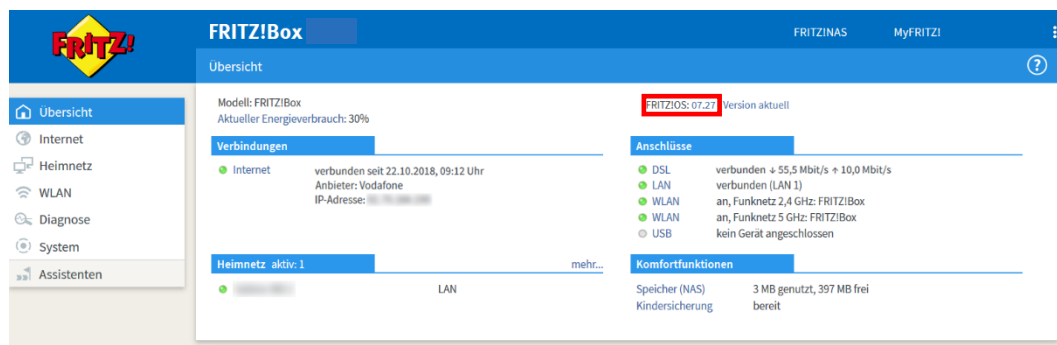 FRITZ!
FRITZ!Box
FRITZ!NAS
MyFRITZ!
Übersicht
?
Übersicht
Internet
Heimnetz
WLAN
Diagnose
System
Assistenten
Modell: FRITZ!Box
Aktueller Energieverbrauch: 30%
FRITZ!OS: 07.27 Version aktuell
Verbindungen
Internet verbunden seit 22.10.2018, 09:12 Uhr
Anbieter: Vodafone
IP-Adresse:
Anschlüsse
DSL verbunden ↓ 55,5 Mbit/s ↑ 10,0 Mbit/s
LAN verbunden (LAN 1)
WLAN an, Funknetz 2,4 GHz: FRITZ!Box
WLAN an, Funknetz 5 GHz: FRITZ!Box
USB kein Gerät angeschlossen
Heimnetz aktiv: 1 mehr...
LAN
Komfortfunktionen
Speicher (NAS) 3 MB genutzt, 397 MB frei
Kindersicherung bereit